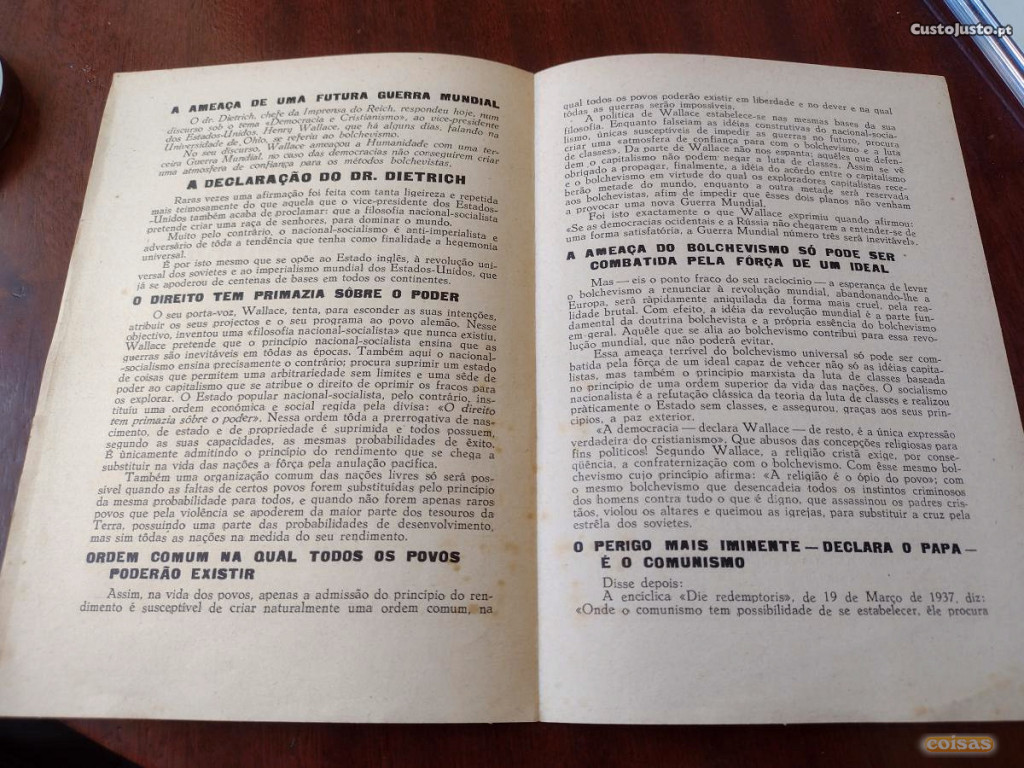 CustoJusto.pt
A AMEAÇA DE UMA FUTURA GUERRA MUNDIAL
O dr. Dietrich, chefe da Imprensa do Reich, respondeu hoje, num
discurso sob o tema «Democracia e Cristianismo», ao vice-presidente
dos Estados-Unidos, Henry Wallace, que há alguns dias, falando na
Universidade de Ohio, se referiu ao bolchevismo.
No seu discurso, Wallace ameaçou a Humanidade com uma ter-
ceira Guerra Mundial, no caso das democracias não conseguirem criar
uma atmosfera de confiança para os métodos bolchevistas.
A DECLARAÇÃO DO DR. DIETRICH
Raras vezes uma afirmação foi feita com tanta ligeireza e repetida
mais teimosamente do que aquela que o vice-presidente dos Estados-
-Unidos também acaba de proclamar: que a filosofia nacional-socialista
pretende criar uma raça de senhores, para dominar o mundo.
Muito pelo contrário, o nacional-socialismo é anti-imperialista e
adversário de tôda a tendência que tenha como finalidade a hegemonia
universal.
É por isto mesmo que se opõe ao Estado inglês, à revolução uni-
versal dos sovietes e ao imperialismo mundial dos Estados-Unidos, que
já se apoderou de centenas de bases em todos os continentes.
O DIREITO TEM PRIMAZIA SÔBRE O PODER
O seu porta-voz, Wallace, tenta, para esconder as suas intenções,
atribuir os seus projectos e o seu programa ao povo alemão. Nesse
objectivo, inventou uma «filosofia nacional-socialista» que nunca existiu.
Wallace pretende que o princípio nacional-socialista ensina que as
guerras são inevitáveis em tôdas as épocas. Também aqui o nacional-
-socialismo ensina precisamente o contrário; procura suprimir um estado
de coisas que permitem uma arbitrariedade sem limites e uma sêde de
poder ao capitalismo que se atribue o direito de oprimir os fracos para
os explorar. O Estado popular nacional-socialista, pelo contrário, ins-
tituiu uma ordem económica e social regida pela divisa: «O direito
tem primazia sôbre o poder». Nessa ordem tôda a prerrogativa de nas-
cimento, de estado e de propriedade é suprimida e todos possuem,
segundo as suas capacidades, as mesmas probabilidades de êxito.
É ùnicamente admitindo o princípio do rendimento que se chega a
substituir na vida das nações a fôrça pela anulação pacífica.
Também uma organização comum das nações livres só será pos-
sível quando as faltas de certos povos forem substituídas pelo princípio
da mesma probabilidade para todos, e quando não forem apenas raros
povos que pela violência se apoderem da maior parte dos tesouros da
Terra, possuindo uma parte das probabilidades de desenvolvimento,
mas sim tôdas as nações na medida do seu rendimento.
ORDEM COMUM NA QUAL TODOS OS POVOS
PODERÃO EXISTIR
Assim, na vida dos povos, apenas a admissão do princípio do ren-
dimento é susceptível de criar naturalmente uma ordem comum, na
qual todos os povos poderão existir em liberdade e no dever e na qual
tôdas as guerras serão impossíveis.
A política de Wallace estabelece-se nas mesmas bases da sua
filosofia. Enquanto falseiam as idéias construtivas do nacional-socia-
lismo, únicas susceptíveis de impedir as guerras no futuro, procura
criar uma «atmosfera de confiança para com o bolchevismo e a luta
de classes». Da parte de Wallace não nos espanta; aquêles que defen-
dem o capitalismo não podem negar a luta de classes. Assim se vê
obrigado a propagar, finalmente, a idéia do acôrdo entre o capitalismo
e o bolchevismo em virtude do qual os exploradores capitalistas rece-
berão metade do mundo, enquanto a outra metade será reservada
aos bolchevistas, afim de impedir que êsses dois planos não venham
a provocar uma nova Guerra Mundial.
Foi isto exactamente o que Wallace exprimiu quando afirmou:
«Se as democracias ocidentais e a Rússia não chegarem a entender-se de
uma forma satisfatória, a Guerra Mundial número três será inevitável».
A AMEAÇA DO BOLCHEVISMO SÓ PODE SER
COMBATIDA PELA FÔRÇA DE UM IDEAL
Mas — eis o ponto fraco do seu raciocínio — a esperança de levar
o bolchevismo a renunciar à revolução mundial, abandonando-lhe a
Europa, será ràpidamente aniquilada da forma mais cruel, pela rea-
lidade brutal. Com efeito, a idéia da revolução mundial é a parte fun-
damental da doutrina bolchevista e a própria essência do bolchevismo
em-geral. Aquêle que se alia ao bolchevismo contribui para essa revo-
lução mundial, que não poderá evitar.
Essa ameaça terrível do bolchevismo universal só pode ser com-
batida pela fôrça de um ideal capaz de vencer não só as idéias capita-
listas, mas também o princípio marxista da luta de classes baseada
no princípio de uma ordem superior da vida das nações. O socialismo
nacionalista é a refutação clássica da teoria da luta de classes e realizou
pràticamente o Estado sem classes, e assegurou, graças aos seus prin-
cípios, a paz exterior.
«A democracia — declara Wallace — de resto, é a única expressão
verdadeira do cristianismo». Que abusos das concepções religiosas para
fins políticos! Segundo Wallace, a religião cristã exige, por conse-
qüência, a confraternização com o bolchevismo. Com êsse mesmo bol-
chevismo cujo princípio afirma: «A religião é o ópio do povo»; com
o mesmo bolchevismo que desencadeia todos os instintos criminosos
dos homens contra tudo o que é digno, que assassinou os padres cris-
tãos, violou os altares e queimou as igrejas, para substituir a cruz pela
estrêla dos sovietes.
O PERIGO MAIS IMINENTE — DECLARA O PAPA —
É O COMUNISMO
Disse depois:
A encíclica «Die redemptoris», de 19 de Março de 1937, diz:
«Onde o comunismo tem possibilidade de se estabelecer, êle procura
coisas